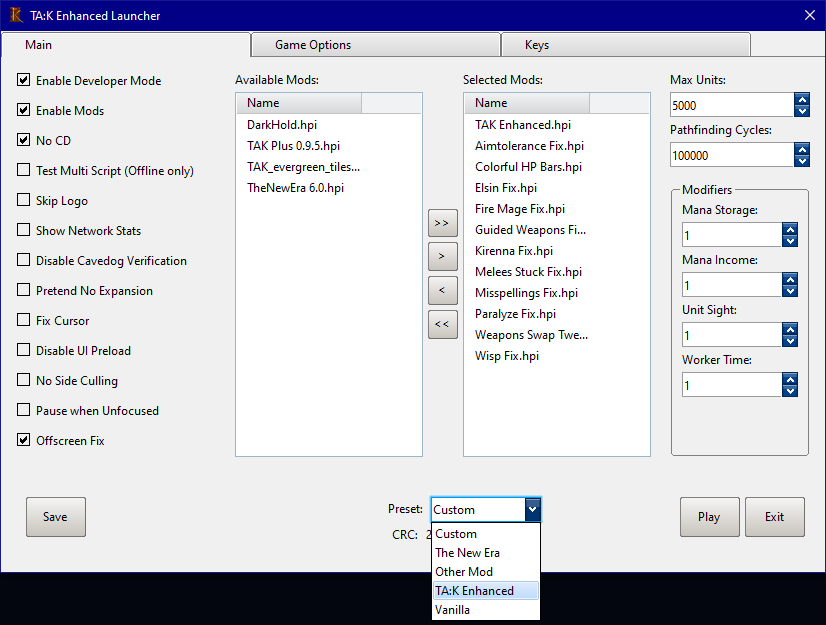 TA:K Enhanced Launcher
Main
Game Options
Keys
Enable Developer Mode
Enable Mods
No CD
Test Multi Script (Offline only)
Skip Logo
Show Network Stats
Disable Cavedog Verification
Pretend No Expansion
Fix Cursor
Disable UI Preload
No Side Culling
Pause when Unfocused
Offscreen Fix
Available Mods:
Name
DarkHold.hpi
TAK Plus 0.9.5.hpi
TAK_evergreen_tiles...
TheNewEra 6.0.hpi
>>
>
<
<<
Selected Mods:
Name
TAK Enhanced.hpi
Aimtolerance Fix.hpi
Colorful HP Bars.hpi
Elsin Fix.hpi
Fire Mage Fix.hpi
Guided Weapons Fi...
Kirenna Fix.hpi
Melees Stuck Fix.hpi
Misspellings Fix.hpi
Paralyze Fix.hpi
Weapons Swap Twe...
Wisp Fix.hpi
Max Units:
5000
Pathfinding Cycles:
100000
Modifiers
Mana Storage:
1
Mana Income:
1
Unit Sight:
1
Worker Time:
1
Save
Preset:
Custom
CRC: 2
Custom
The New Era
Other Mod
TA:K Enhanced
Vanilla
Play
Exit